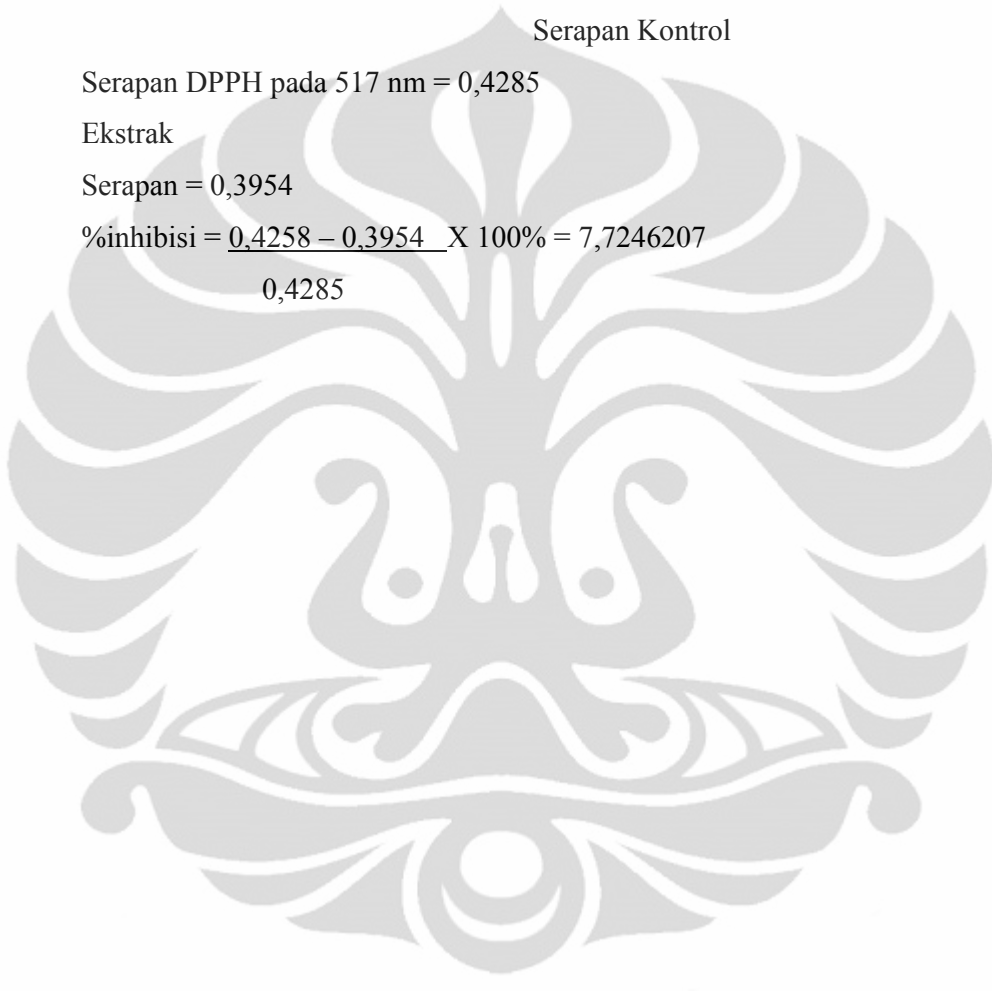 Serapan Kontrol
Serapan DPPH pada 517 nm = 0,4285
Ekstrak
Serapan = 0,3954
%inhibisi = 0,4258 – 0,3954 X 100% = 7,7246207
0,4285